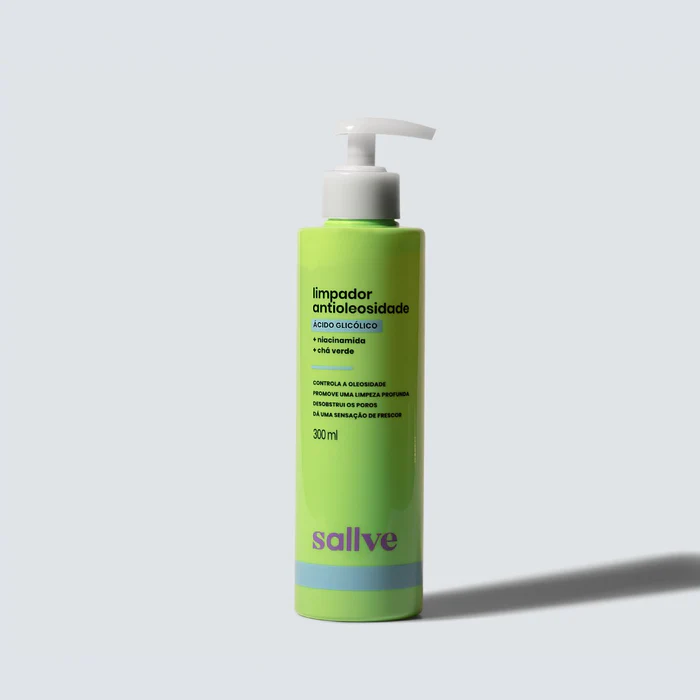 limpador
antioleosidade
ÁCIDO GLICÓLICO
+ niacinamida
+ chá verde
CONTROLA A OLEOSIDADE
PROMOVE UMA LIMPEZA PROFUNDA
DESOBSTRUI OS POROS
DÁ UMA SENSAÇÃO DE FRESCOR
300 ml
sallve